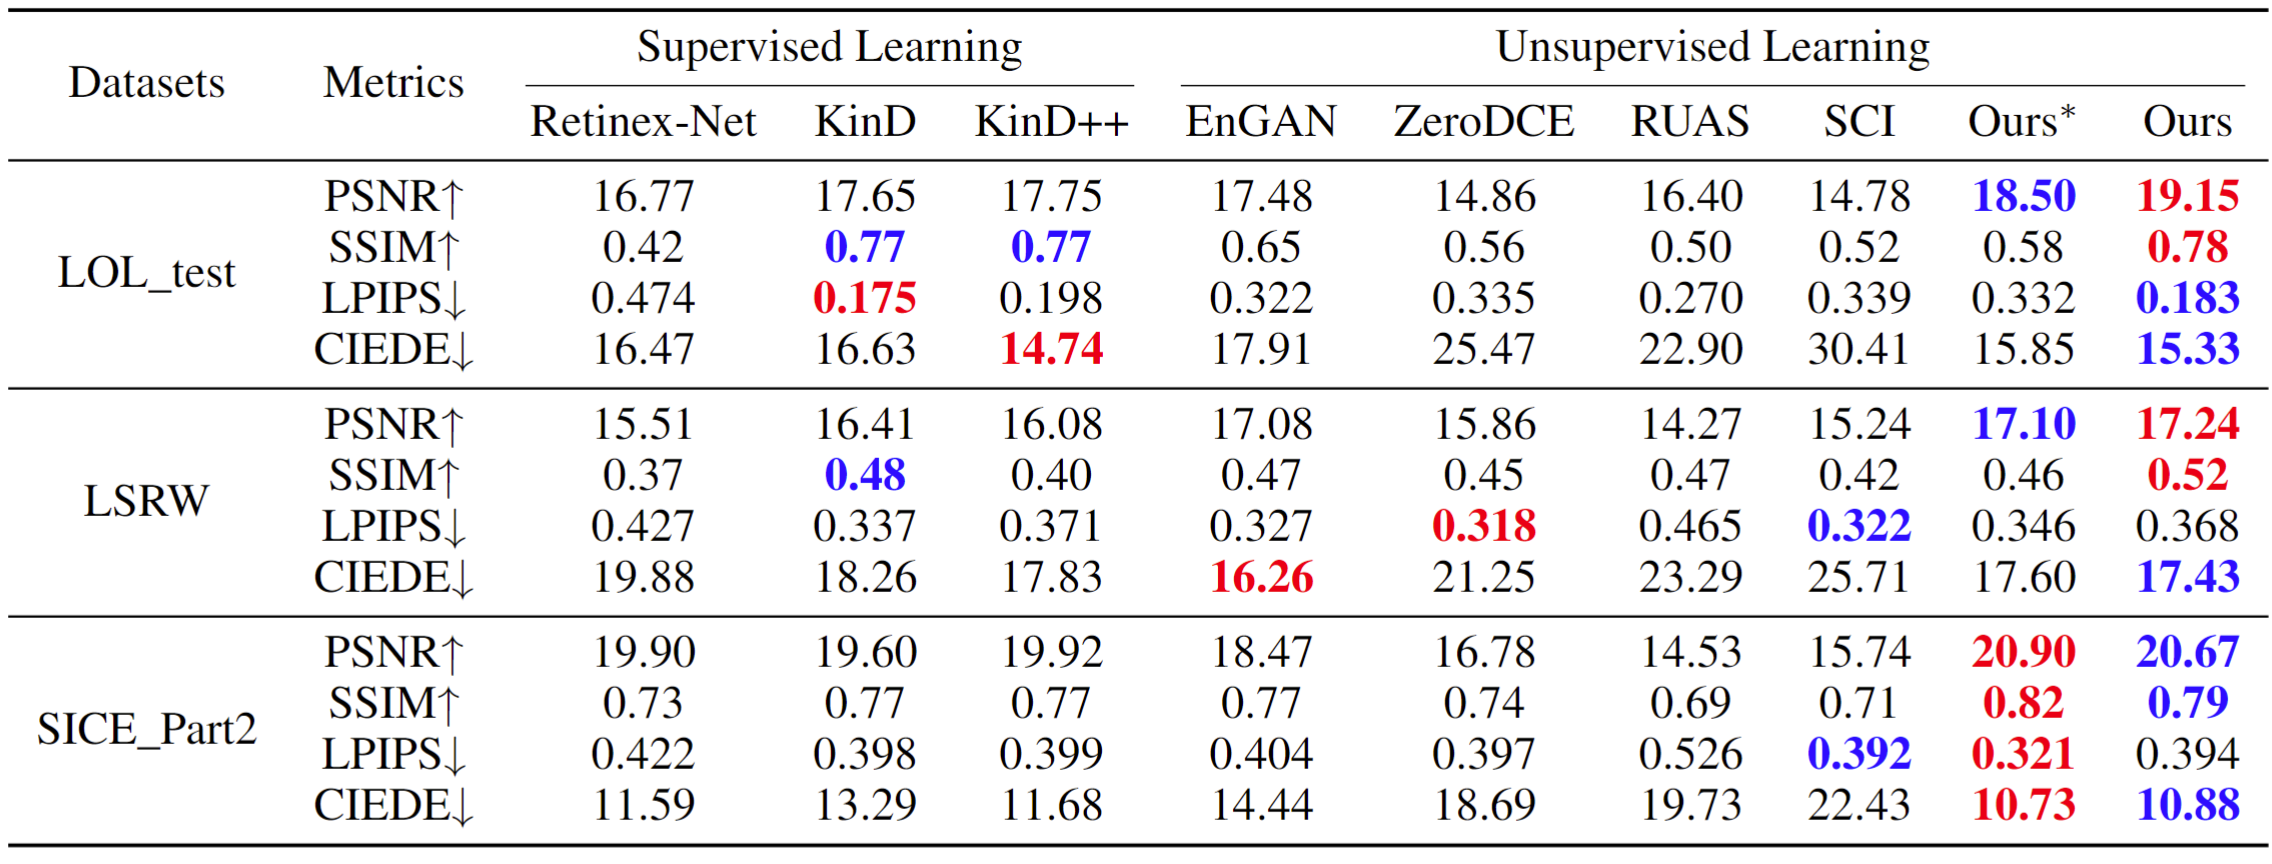 Datasets Metrics Supervised Learning Unsupervised Learning
Retinex-Net KinD KinD++ EnGAN ZeroDCE RUAS SCI Ours* Ours
LOL_test
PSNR↑ 16.77 17.65 17.75 17.48 14.86 16.40 14.78 18.50 19.15
SSIM↑ 0.42 0.77 0.77 0.65 0.56 0.50 0.52 0.58 0.78
LPIPS↓ 0.474 0.175 0.198 0.322 0.335 0.270 0.339 0.332 0.183
CIEDE↓ 16.47 16.63 14.74 17.91 25.47 22.90 30.41 15.85 15.33
LSRW
PSNR↑ 15.51 16.41 16.08 17.08 15.86 14.27 15.24 17.10 17.24
SSIM↑ 0.37 0.48 0.40 0.47 0.45 0.47 0.42 0.46 0.52
LPIPS↓ 0.427 0.337 0.371 0.327 0.318 0.465 0.322 0.346 0.368
CIEDE↓ 19.88 18.26 17.83 16.26 21.25 23.29 25.71 17.60 17.43
SICE_Part2
PSNR↑ 19.90 19.60 19.92 18.47 16.78 14.53 15.74 20.90 20.67
SSIM↑ 0.73 0.77 0.77 0.77 0.74 0.69 0.71 0.82 0.79
LPIPS↓ 0.422 0.398 0.399 0.404 0.397 0.526 0.392 0.321 0.394
CIEDE↓ 11.59 13.29 11.68 14.44 18.69 19.73 22.43 10.73 10.88